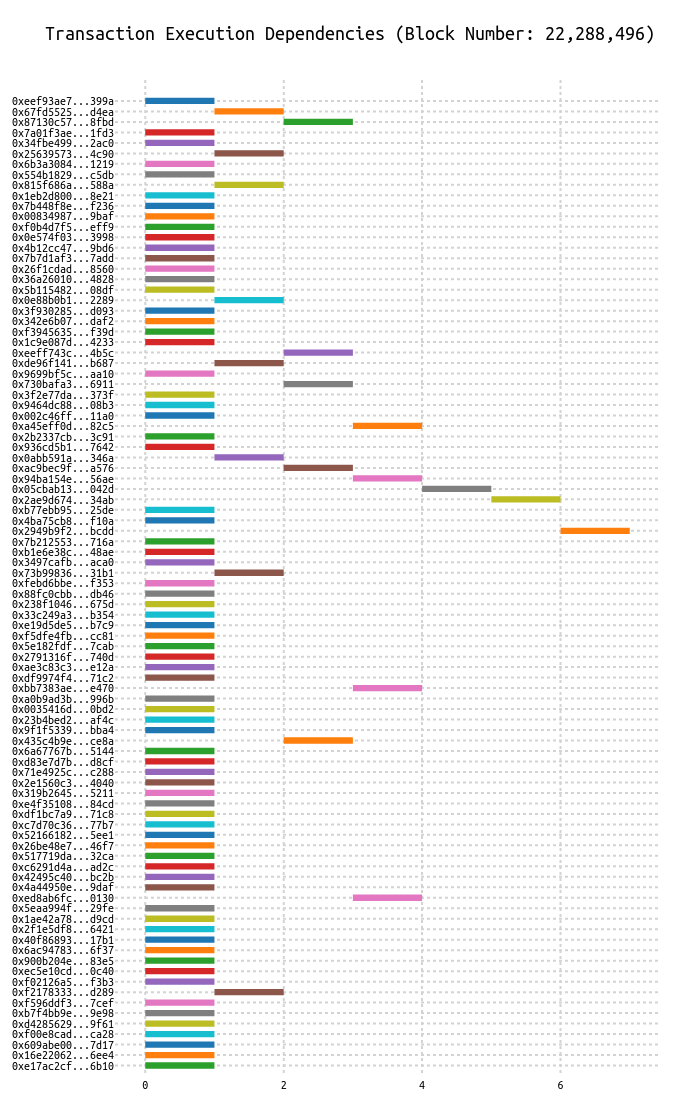 Transaction Execution Dependencies (Block Number: 22,288,496)
0xeef93ae7...399a
0x67fd5525...d4ea
0x87130c57...8fbd
0x7a01f3ae...1fd3
0x34fbe499...2ac0
0x25639573...4c90
0x6b3a3084...1219
0x554b1829...c5db
0x815f686a...588a
0x1eb2d800...8e21
0x7b448f8e...f236
0x00834987...9baf
0xf0b4d7f5...eff9
0x0e574f03...3998
0x4b12cc47...9bd6
0x7b7d1af3...7add
0x26f1cdad...8560
0x36a26010...4828
0x5b115482...08df
0x0e88b0b1...2289
0x3f930285...d093
0x342e6b07...daf2
0xf3945635...f39d
0x1c9e087d...4233
0xeeff743c...4b5c
0xde96f141...b687
0x9699bf5c...aa10
0x730bafa3...6911
0x3f2e77da...373f
0x9464dc88...08b3
0x002c46ff...11a0
0xa45eff0d...82c5
0x2b2337cb...3c91
0x936cd5b1...7642
0x0abb591a...346a
0xac9bec9f...a576
0x94ba154e...56ae
0x05cbab13...042d
0x2ae9d674...34ab
0xb77ebb95...25de
0x4ba75cb8...f10a
0x2949b9f2...bcdd
0x7b212553...716a
0xb1e6e38c...48ae
0x3497cafb...aca0
0x73b99836...31b1
0xfebd6bbe...f353
0x88fc0cbb...db46
0x238f1046...675d
0x33c249a3...b354
0xe19d5de5...b7c9
0xf5dfe4fb...cc81
0x5e182fdf...7cab
0x2791316f...740d
0xae3c83c3...e12a
0xdf9974f4...71c2
0xbb7383ae...e470
0xa0b9ad3b...996b
0x0035416d...0bd2
0x23b4bed2...af4c
0x9f1f5339...bba4
0x435c4b9e...ce8a
0x6a67767b...5144
0xd83e7d7b...d8cf
0x71e4925c...c288
0x2e1560c3...4040
0x319b2645...5211
0xe4f35108...84cd
0xdf1bc7a9...71c8
0xc7d70c36...77b7
0x52166182...5ee1
0x26be48e7...46f7
0x517719da...32ca
0xc6291d4a...ad2c
0x42495c40...bc2b
0x4a44950e...9daf
0xed8ab6fc...0130
0x5eaa994f...29fe
0x1ae42a78...d9cd
0x2f1e5df8...6421
0x40f86893...17b1
0x6ac94783...6f37
0x900b204e...83e5
0xec5e10cd...0c40
0xf02126a5...f3b3
0xf2178333...d289
0xf596ddf3...7cef
0xb7f4bb9e...9e98
0xd4285629...9f61
0xf00e8cad...ca28
0x609abe00...7d17
0x16e22062...6ee4
0xe17ac2cf...6b10
0 2 4 6